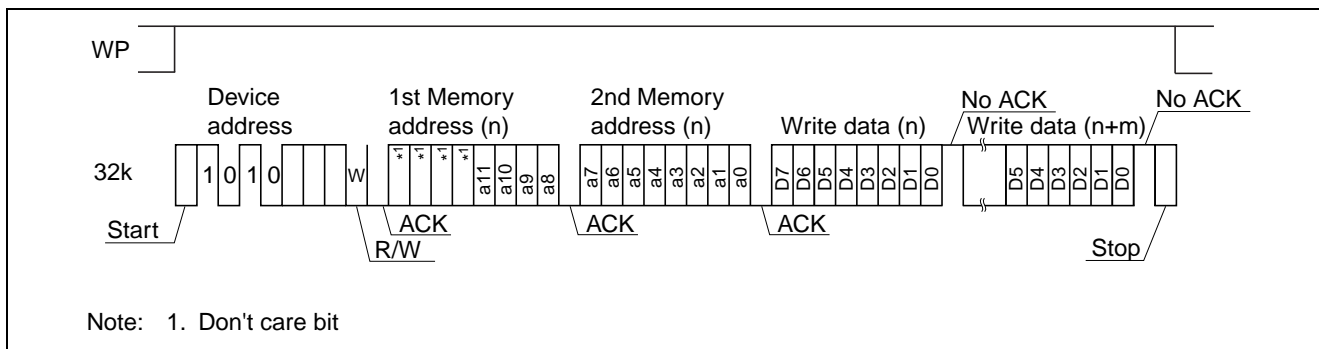 WP
Device address
1st Memory address (n)
2nd Memory address (n)
Write data (n)
No ACK
Write data (n+m)
No ACK
32k
1 0 1 0
W
*1 *1 *1 *1 a11 a10 a9 a8
a7 a6 a5 a4 a3 a2 a1 a0
D7 D6 D5 D4 D3 D2 D1 D0
D5 D4 D3 D2 D1 D0
Start
R/W
ACK
ACK
ACK
Stop
Note: 1. Don't care bit